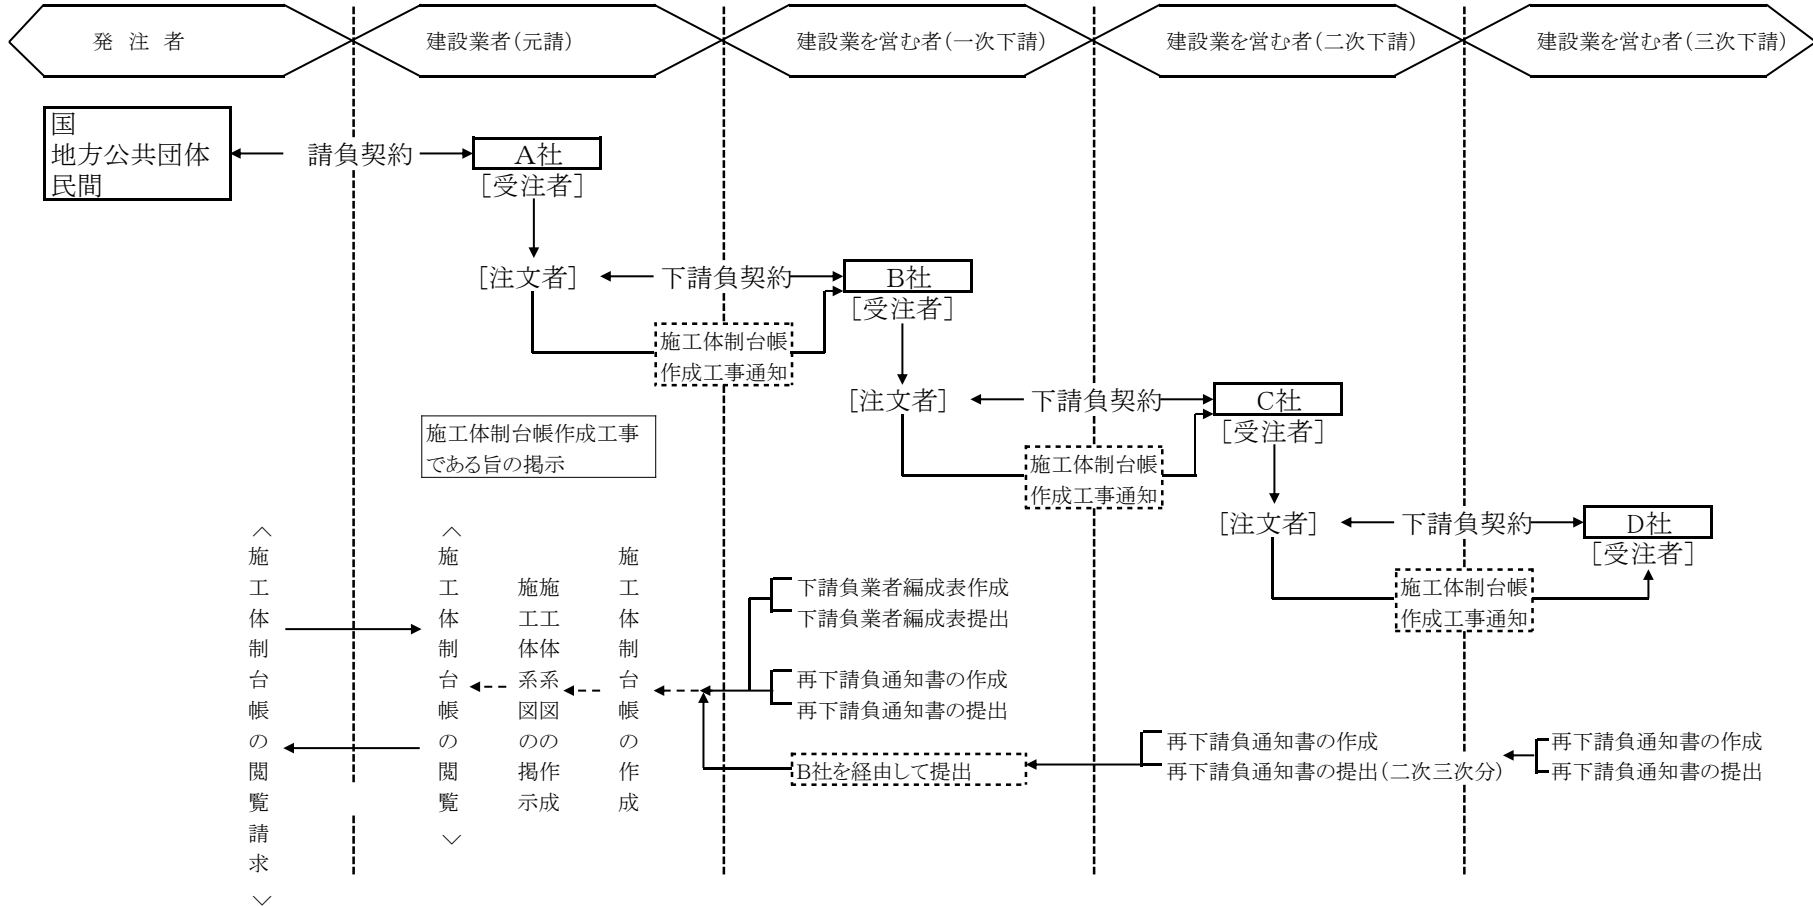 発 注 者
建設業者(元請)
建設業を営む者(一次下請)
建設業を営む者(二次下請)
建設業を営む者(三次下請)
国
地方公共団体
民間
請負契約
A社
[受注者]
[注文者]
下請負契約
B社
[受注者]
施工体制台帳
作成工事通知
[注文者]
下請負契約
C社
[受注者]
施工体制台帳作成工事
である旨の掲示
施工体制台帳
作成工事通知
[注文者]
下請負契約
D社
[受注者]
施工体制台帳
作成工事通知
〈施工体制台帳の閲覧請求〉
〈施工体制台帳の閲覧〉
施工体系図の作成
施工体系図の掲示
施工体制台帳の作成
下請負業者編成表作成
下請負業者編成表提出
再下請負通知書の作成
再下請負通知書の提出
B社を経由して提出
再下請負通知書の作成
再下請負通知書の提出(二次三次分)
再下請負通知書の作成
再下請負通知書の提出